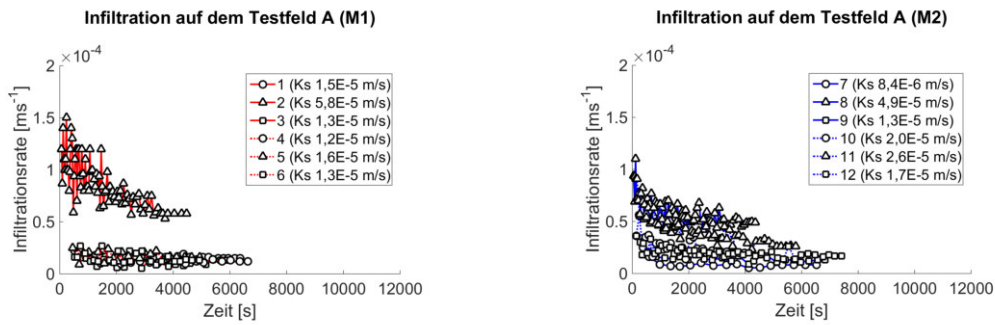 Infiltration auf dem Testfeld A (M1)
×10⁻⁴
2
1.5
1
0.5
0
Infiltrationsrate [ms⁻¹]
0 2000 4000 6000 8000 10000 12000
Zeit [s]
1 (Ks 1,5E-5 m/s)
2 (Ks 5,8E-5 m/s)
3 (Ks 1,3E-5 m/s)
4 (Ks 1,2E-5 m/s)
5 (Ks 1,6E-5 m/s)
6 (Ks 1,3E-5 m/s)
Infiltration auf dem Testfeld A (M2)
×10⁻⁴
2
1.5
1
0.5
0
Infiltrationsrate [ms⁻¹]
0 2000 4000 6000 8000 10000 12000
Zeit [s]
7 (Ks 8,4E-6 m/s)
8 (Ks 4,9E-5 m/s)
9 (Ks 1,3E-5 m/s)
10 (Ks 2,0E-5 m/s)
11 (Ks 2,6E-5 m/s)
12 (Ks 1,7E-5 m/s)